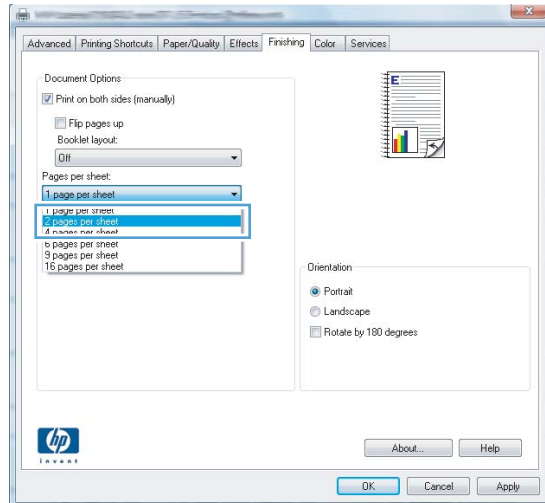 Advanced Printing Shortcuts Paper/Quality Effects Finishing Color Services
Document Options
Print on both sides (manually)
Flip pages up
Booklet layout:
Off
Pages per sheet:
1 page per sheet
1 page per sheet
2 pages per sheet
4 pages per sheet
6 pages per sheet
9 pages per sheet
16 pages per sheet
E
Orientation
Portrait
Landscape
Rotate by 180 degrees
hp
invent
About... Help
OK Cancel Apply